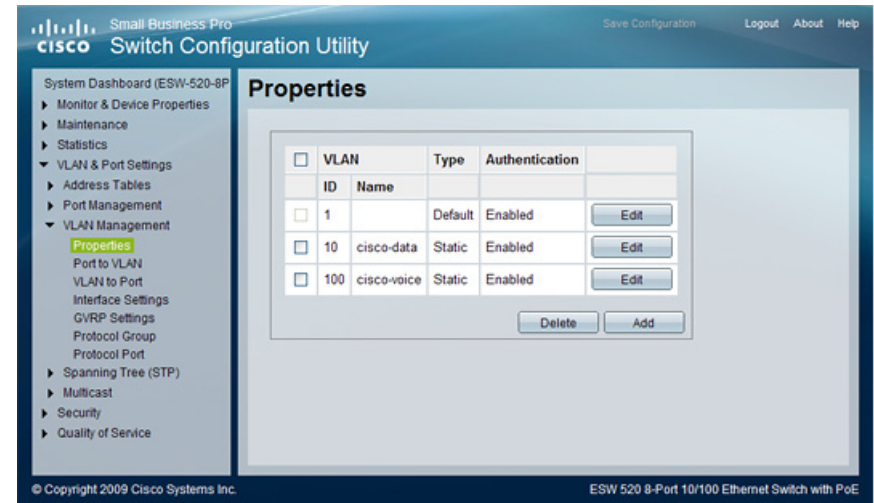 Small Business Pro
CISCO Switch Configuration Utility
Save Configuration Logout About Help
System Dashboard (ESW-520-8P
Monitor & Device Properties
Maintenance
Statistics
VLAN & Port Settings
Address Tables
Port Management
VLAN Management
Properties
Port to VLAN
VLAN to Port
Interface Settings
GVRP Settings
Protocol Group
Protocol Port
Spanning Tree (STP)
Multicast
Security
Quality of Service
Properties
VLAN Type Authentication
ID Name
1 Default Enabled Edit
10 cisco-data Static Enabled Edit
100 cisco-voice Static Enabled Edit
Delete Add
© Copyright 2009 Cisco Systems Inc.
ESW 520 8-Port 10/100 Ethernet Switch with PoE